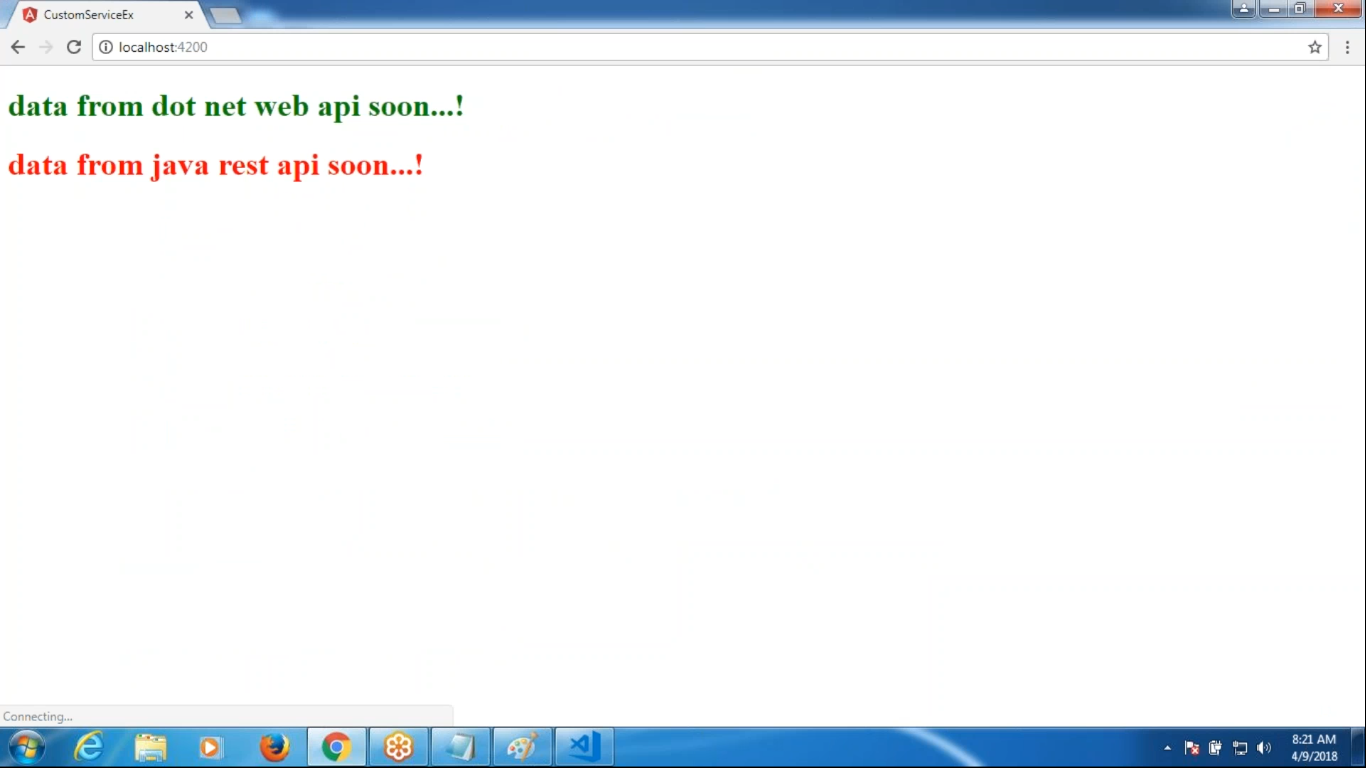 CustomServiceEx
localhost:4200
data from dot net web api soon...!
data from java rest api soon...!
Connecting...
8:21 AM
4/9/2018